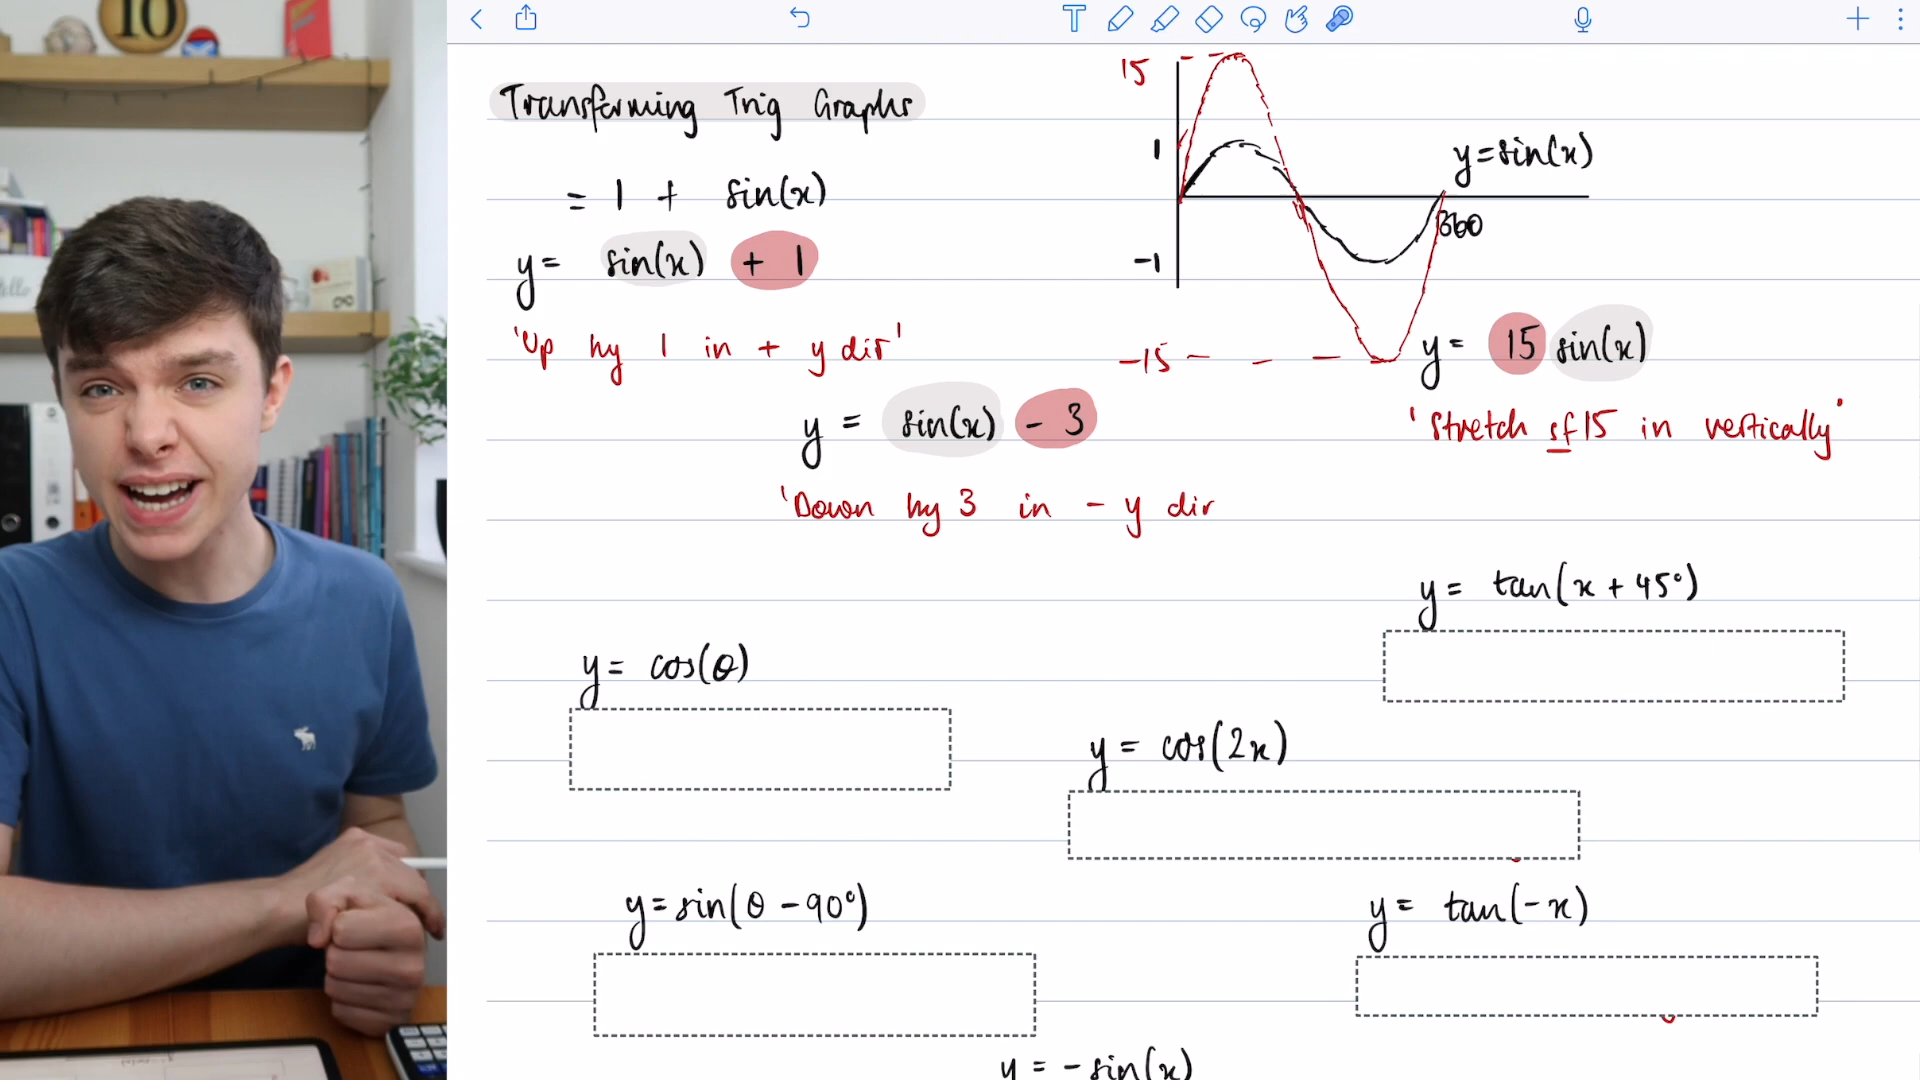 10
Transforming Trig Graphs
= 1 + sin(x)
y = sin(x) + 1
'Up by 1 in + y dir'
y = sin(x) - 3
'Down by 3 in - y dir
15
1
-1
-15
y=sin(x)
360
y = 15 sin(x)
'Stretch sf 15 in vertically'
y = tan(x + 45°)
y = cos(θ)
y = cos(2x)
y=sin(θ - 90°)
y = tan(-x)
y = - sin(x)